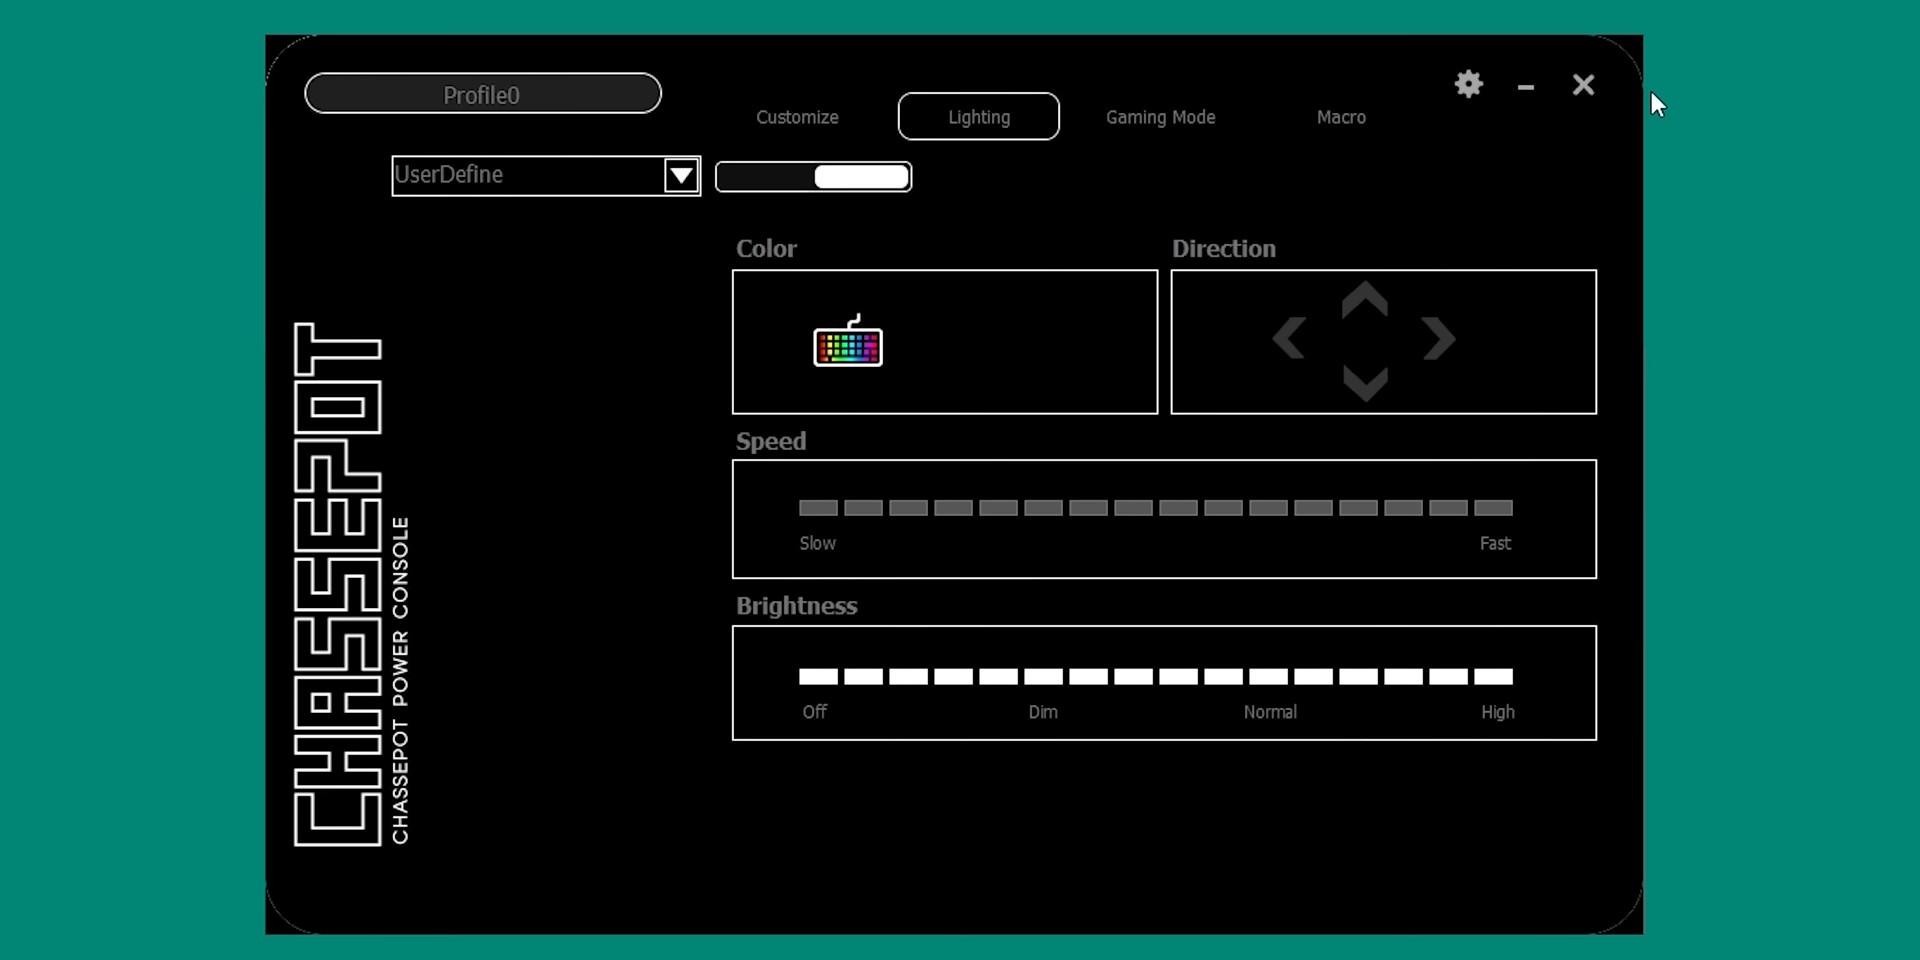 Profile0
Customize
Lighting
Gaming Mode
Macro
UserDefine
Color
Direction
Speed
Slow
Fast
Brightness
Off
Dim
Normal
High
CHASSEPOT
CHASSEPOT POWER CONSOLE